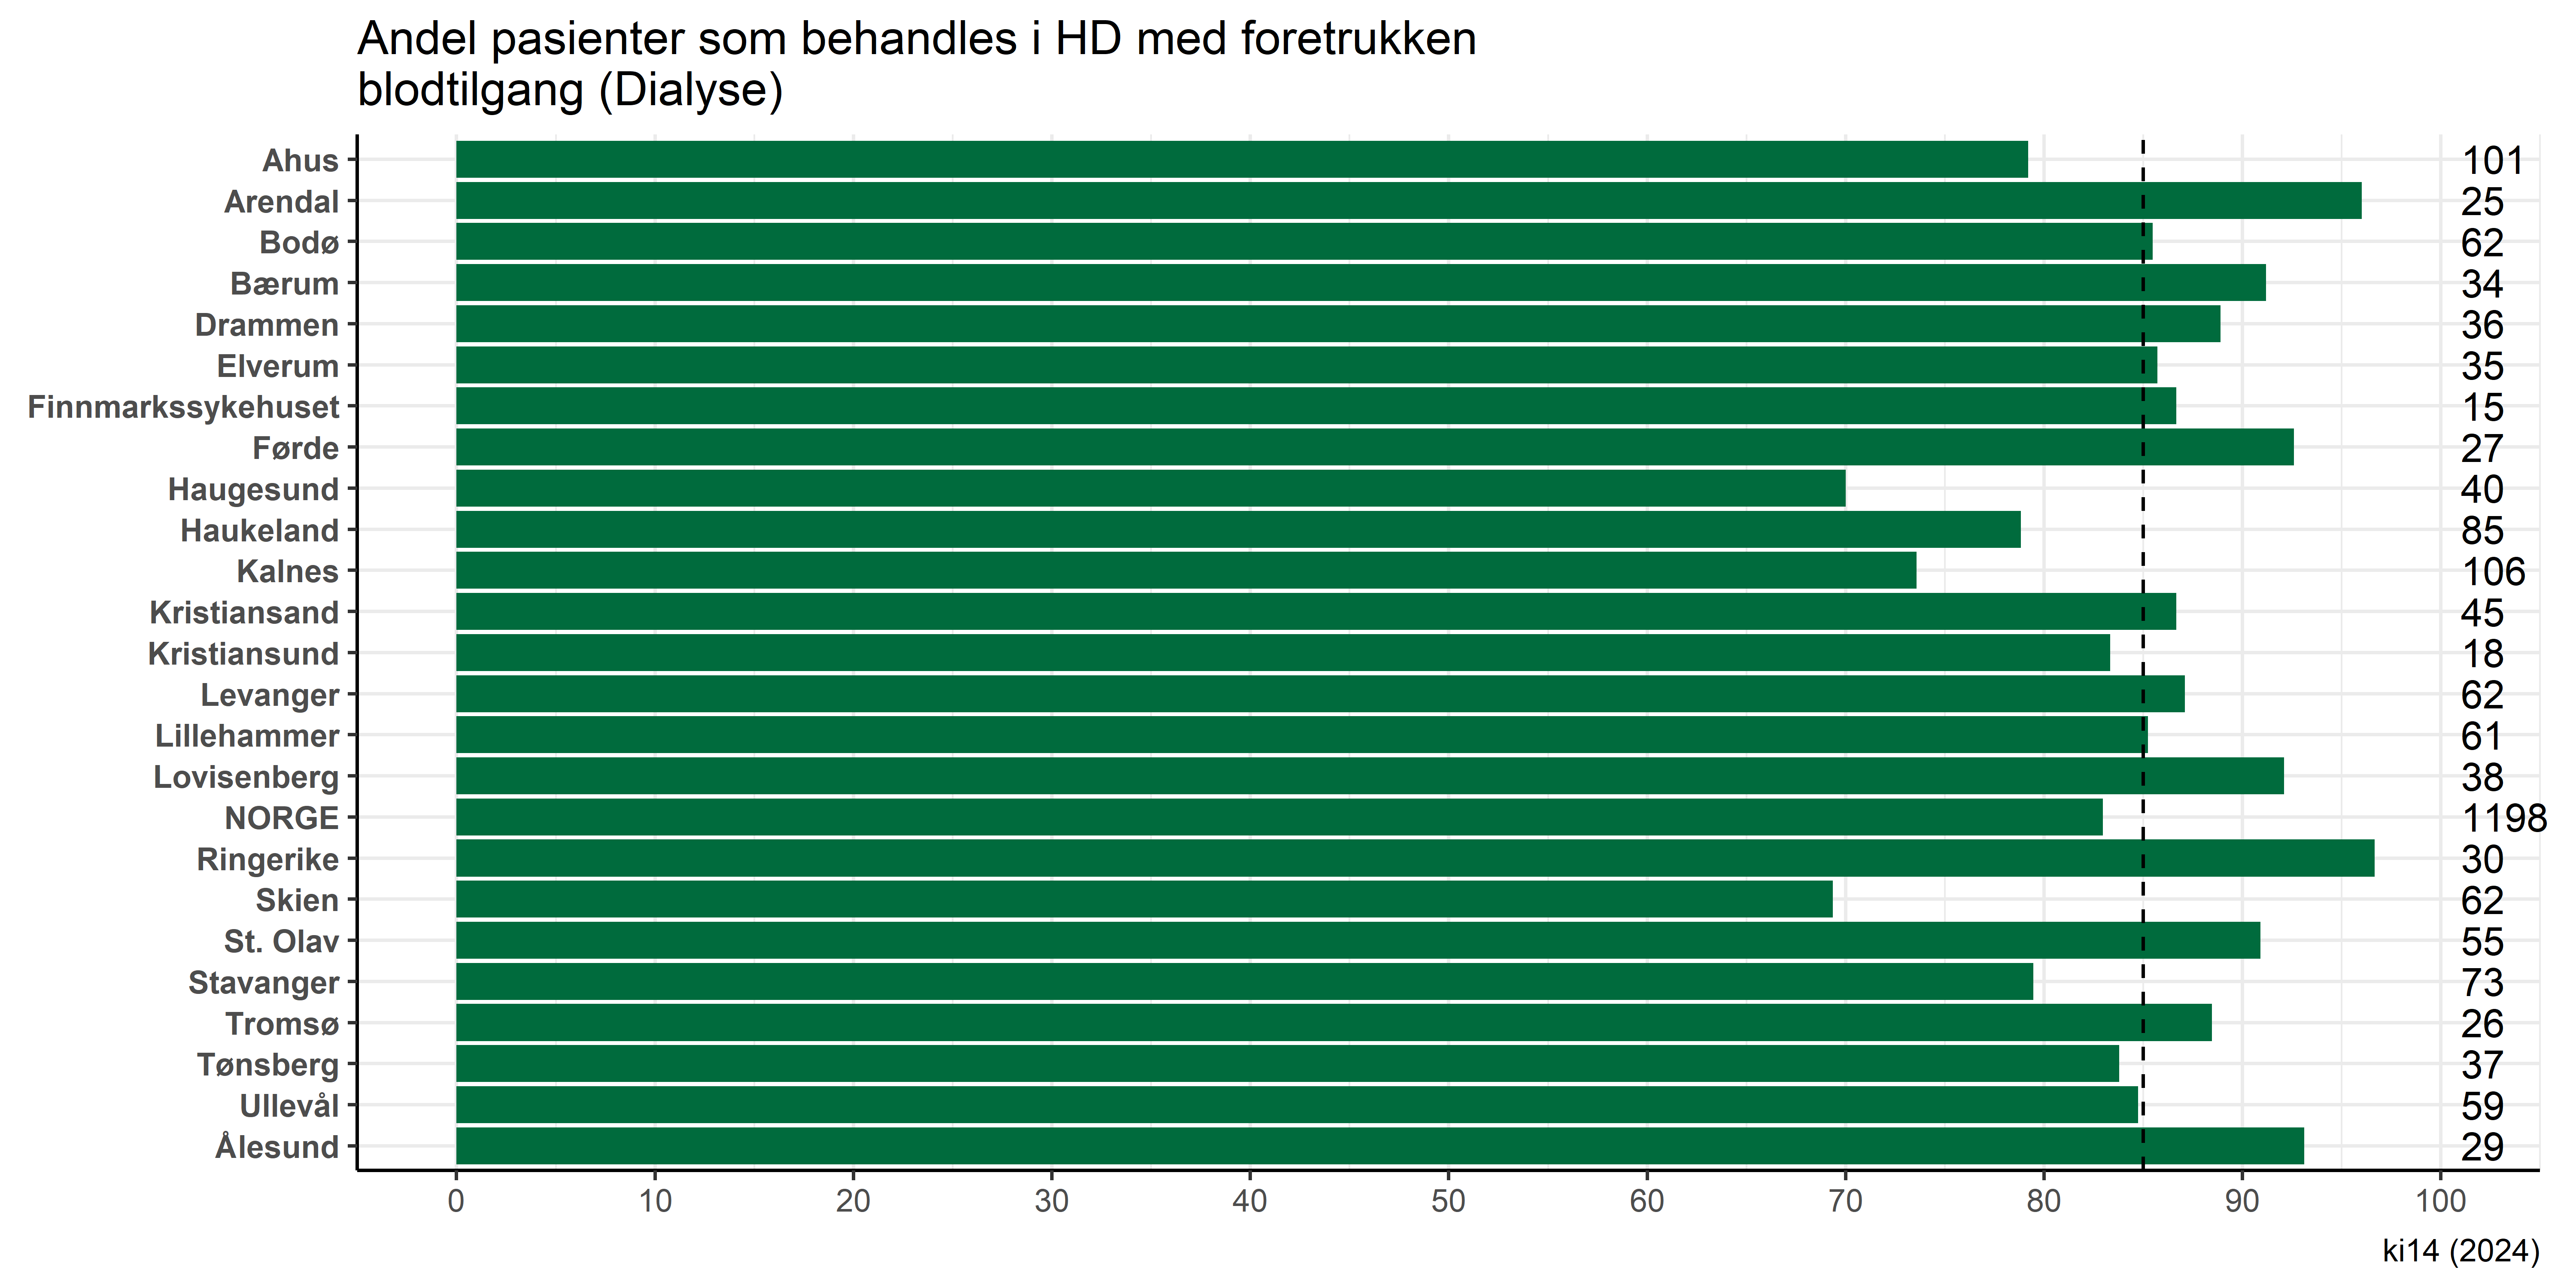 Andel pasienter som behandles i HD med foretrukken
blodtilgang (Dialyse)
Ahus 101
Arendal 25
Bodø 62
Bærum 34
Drammen 36
Elverum 35
Finnmarkssykehuset 15
Førde 27
Haugesund 40
Haukeland 85
Kalnes 106
Kristiansand 45
Kristiansund 18
Levanger 62
Lillehammer 61
Lovisenberg 38
NORGE 1198
Ringerike 30
Skien 62
St. Olav 55
Stavanger 73
Tromsø 26
Tønsberg 37
Ullevål 59
Ålesund 29
0 10 20 30 40 50 60 70 80 90 100
ki14 (2024)